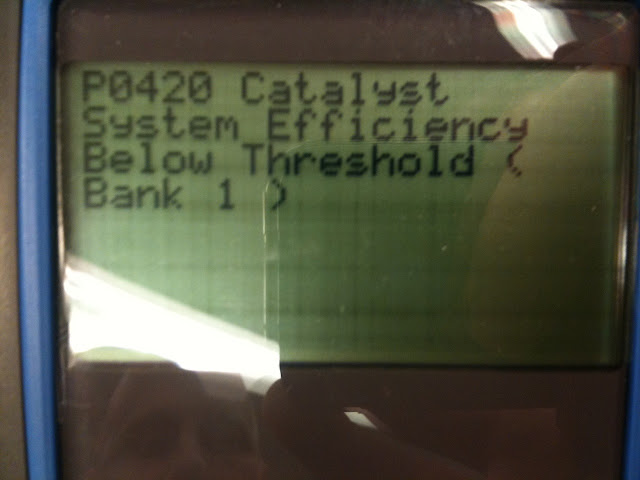 P0420 Catalyst
System Efficiency
Below Threshold (
Bank 1 )